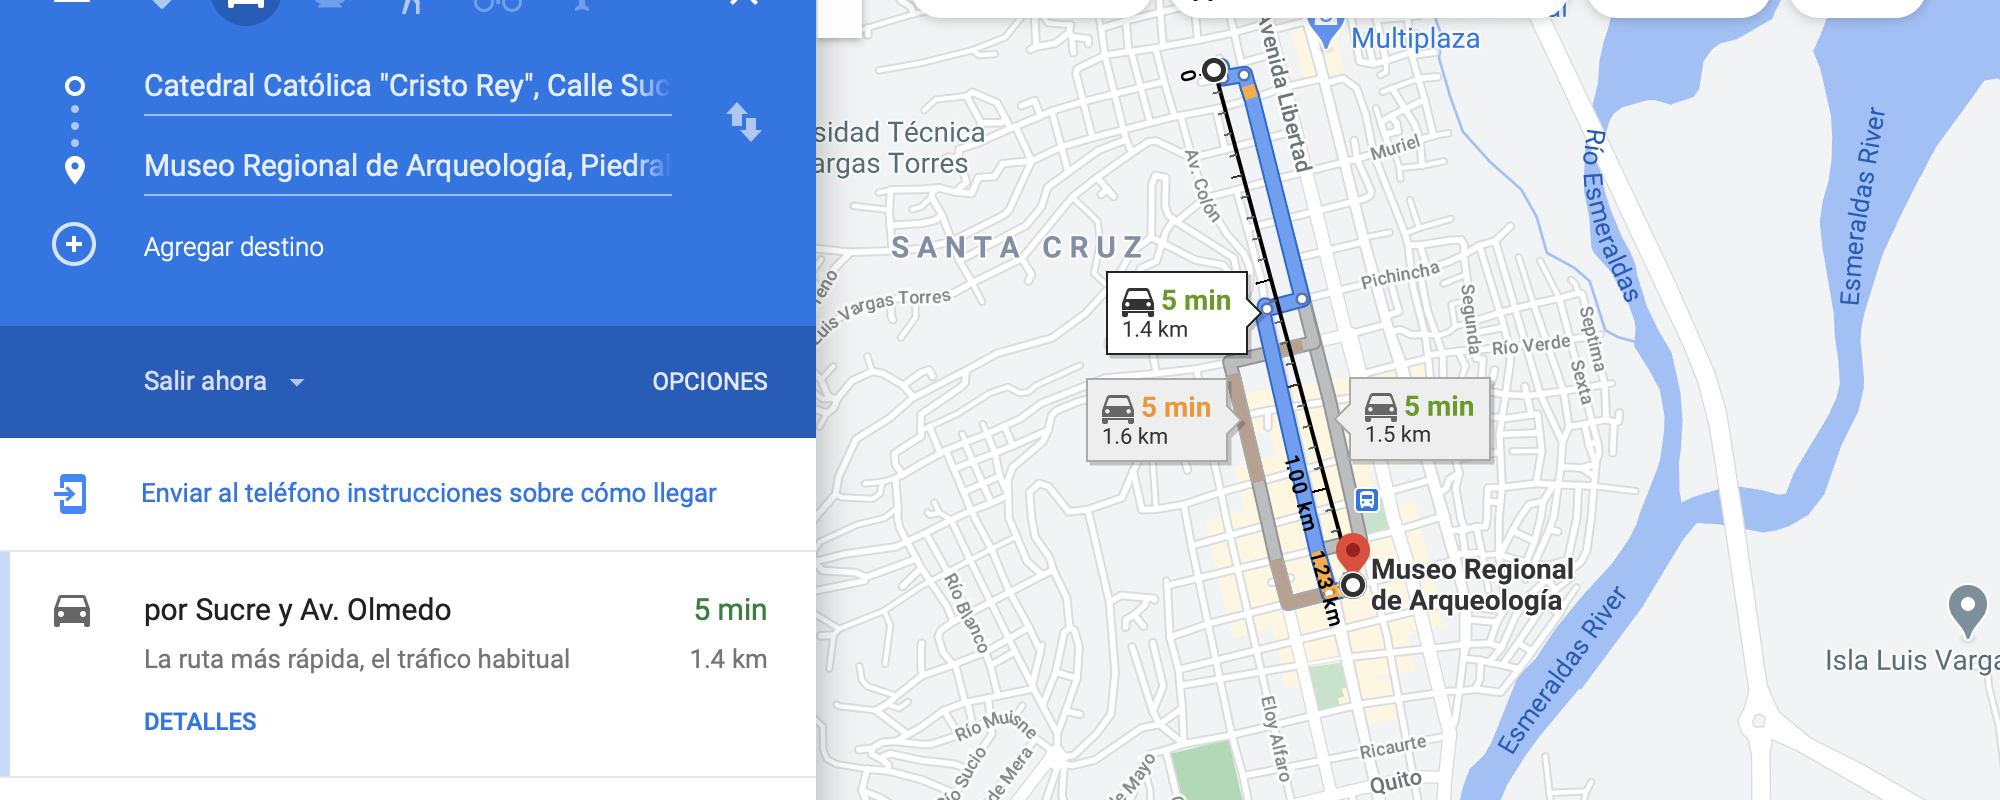 Catedral Católica "Cristo Rey", Calle Suc
Museo Regional de Arqueología, Piedral
Agregar destino
Salir ahora
OPCIONES
Enviar al teléfono instrucciones sobre cómo llegar
por Sucre y Av. Olmedo
5 min
La ruta más rápida, el tráfico habitual
1.4 km
DETALLES
Multiplaza
0
Avenida Libertad
sidad Técnica
argas Torres
Muriel
Av. Colón
Río Esmeraldas
Esmeraldas River
SANTA CRUZ
Pichincha
Luis Vargas Torres
5 min
1.4 km
Segunda
Septima
Río Verde
Sexta
5 min
1.6 km
5 min
1.5 km
1.00 km
1.23 km
Museo Regional
de Arqueología
Río Blanco
Esmeraldas River
Isla Luis Varga
Río Muisne
Río Sucio
de Mera
Eloy Alfaro
de Mayo
Ricaurte
Quito